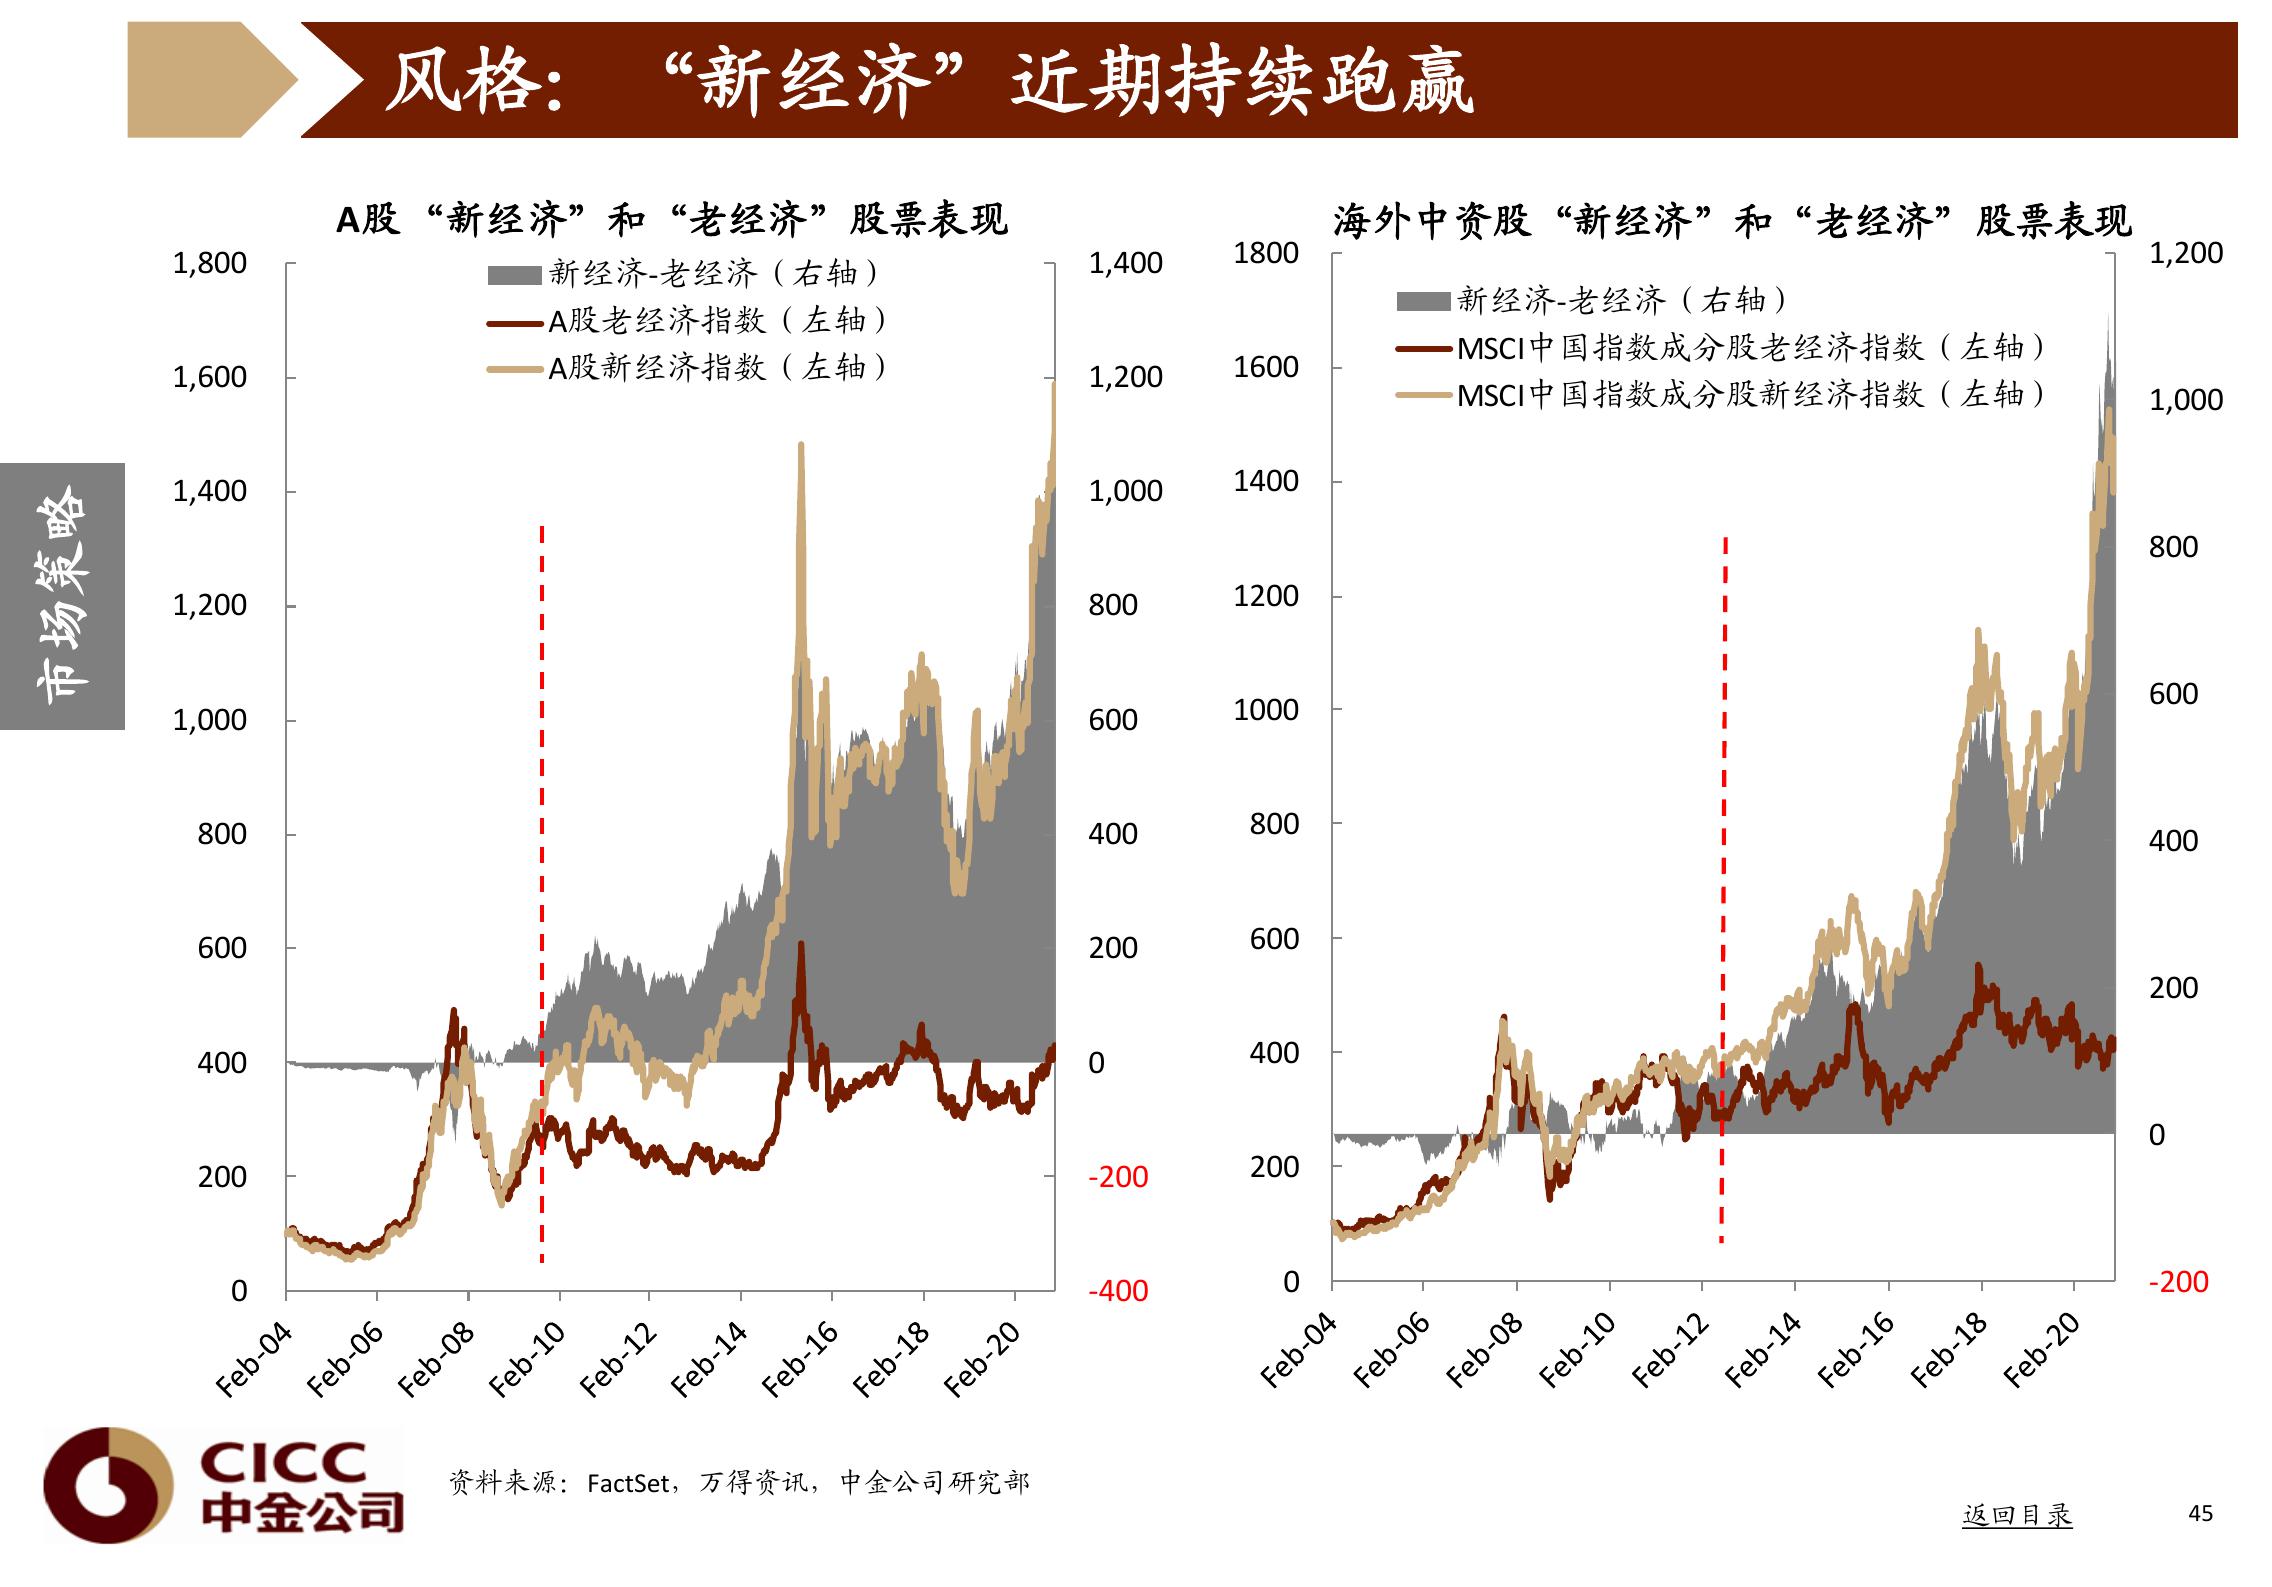 风格：“新经济”近期持续跑赢
市场策略
A股“新经济”和“老经济”股票表现
新经济-老经济（右轴）
A股老经济指数（左轴）
A股新经济指数（左轴）
1,800
1,600
1,400
1,200
1,000
800
600
400
200
0
1,400
1,200
1,000
800
600
400
200
0
-200
-400
Feb-04
Feb-06
Feb-08
Feb-10
Feb-12
Feb-14
Feb-16
Feb-18
Feb-20
海外中资股“新经济”和“老经济”股票表现
新经济-老经济（右轴）
MSCI中国指数成分股老经济指数（左轴）
MSCI中国指数成分股新经济指数（左轴）
1800
1600
1400
1200
1000
800
600
400
200
0
1,200
1,000
800
600
400
200
0
-200
Feb-04
Feb-06
Feb-08
Feb-10
Feb-12
Feb-14
Feb-16
Feb-18
Feb-20
CICC
中金公司
资料来源：FactSet，万得资讯，中金公司研究部
返回目录
45